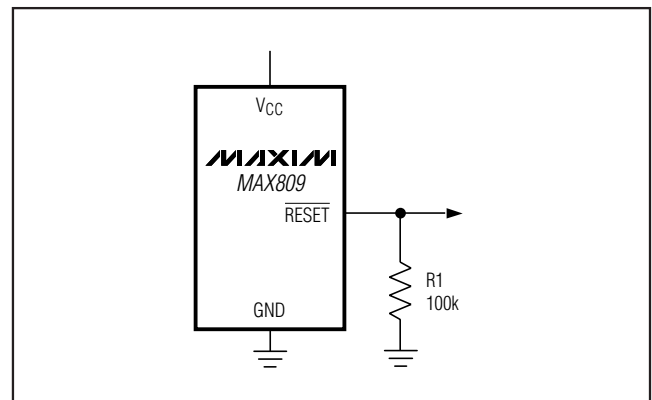 VCC
MAXIM
MAX809
RESET
R1
100k
GND